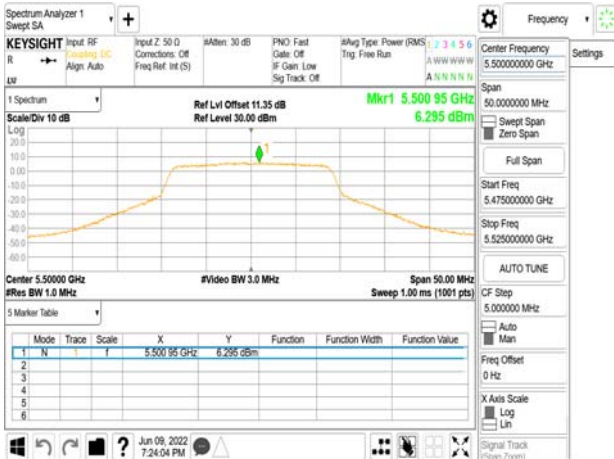 Spectrum Analyzer 1
Swept SA
Frequency
KEYSIGHT
R
LXI
Input: RF
Coupling: DC
Align: Auto
Input Z: 50 Ω
Corrections: Off
Freq Ref: Int (S)
#Atten: 30 dB
PNO: Fast
Gate: Off
IF Gain: Low
Sig Track: Off
#Avg Type: Power (RMS
Trig: Free Run
1 2 3 4 5 6
A W W W W W
A N N N N N
1 Spectrum
Scale/Div 10 dB
Ref Lvl Offset 11.35 dB
Ref Level 30.00 dBm
Mkr1 5.500 95 GHz
6.295 dBm
Log
20.0
10.0
0.00
-10.0
-20.0
-30.0
-40.0
-50.0
-60.0
1
Center 5.50000 GHz
#Res BW 1.0 MHz
#Video BW 3.0 MHz
Span 50.00 MHz
Sweep 1.00 ms (1001 pts)
5 Marker Table
Mode Trace Scale X Y Function Function Width Function Value
1 N 1 f 5.500 95 GHz 6.295 dBm
2
3
4
5
6
Jun 09, 2022
7:24:04 PM
Center Frequency
5.500000000 GHz
Span
50.0000000 MHz
Swept Span
Zero Span
Full Span
Start Freq
5.475000000 GHz
Stop Freq
5.525000000 GHz
AUTO TUNE
CF Step
5.000000 MHz
Auto
Man
Freq Offset
0 Hz
X Axis Scale
Log
Lin
Signal Track
(Span Zoom)
Settings